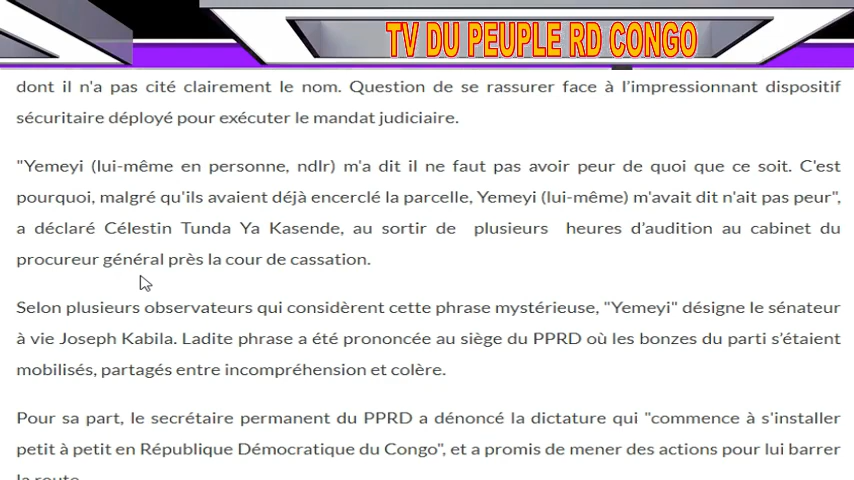 TV DU PEUPLE RD CONGO
dont il n'a pas cité clairement le nom. Question de se rassurer face à l’impressionnant dispositif
sécuritaire déployé pour exécuter le mandat judiciaire.
"Yemeyi (lui-même en personne, ndlr) m'a dit il ne faut pas avoir peur de quoi que ce soit. C'est
pourquoi, malgré qu'ils avaient déjà encerclé la parcelle, Yemeyi (lui-même) m'avait dit n'ait pas peur",
a déclaré Célestin Tunda Ya Kasende, au sortir de plusieurs heures d’audition au cabinet du
procureur général près la cour de cassation.
Selon plusieurs observateurs qui considèrent cette phrase mystérieuse, "Yemeyi" désigne le sénateur
à vie Joseph Kabila. Ladite phrase a été prononcée au siège du PPRD où les bonzes du parti s’étaient
mobilisés, partagés entre incompréhension et colère.
Pour sa part, le secrétaire permanent du PPRD a dénoncé la dictature qui "commence à s'installer
petit à petit en République Démocratique du Congo", et a promis de mener des actions pour lui barrer
la route.